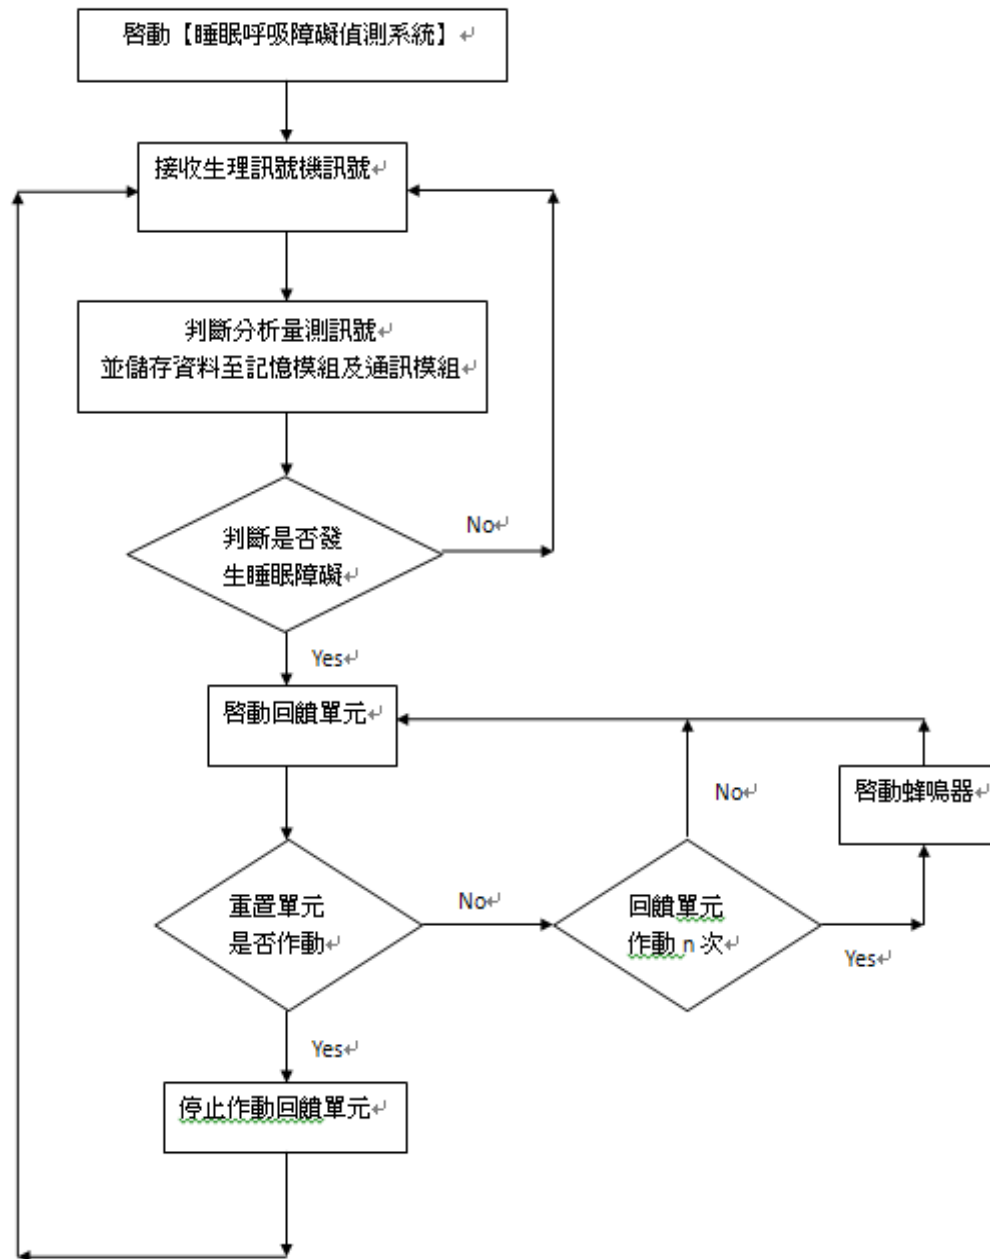 啓動【睡眠呼吸障礙偵測系統】
接收生理訊號機訊號
判斷分析量測訊號
並儲存資料至記憶模組及通訊模組
判斷是否發
生睡眠障礙
No
Yes
啓動回饋單元
No
啓動蜂鳴器
重置單元
是否作動
No
回饋單元
作動 n 次
Yes
Yes
停止作動回饋單元